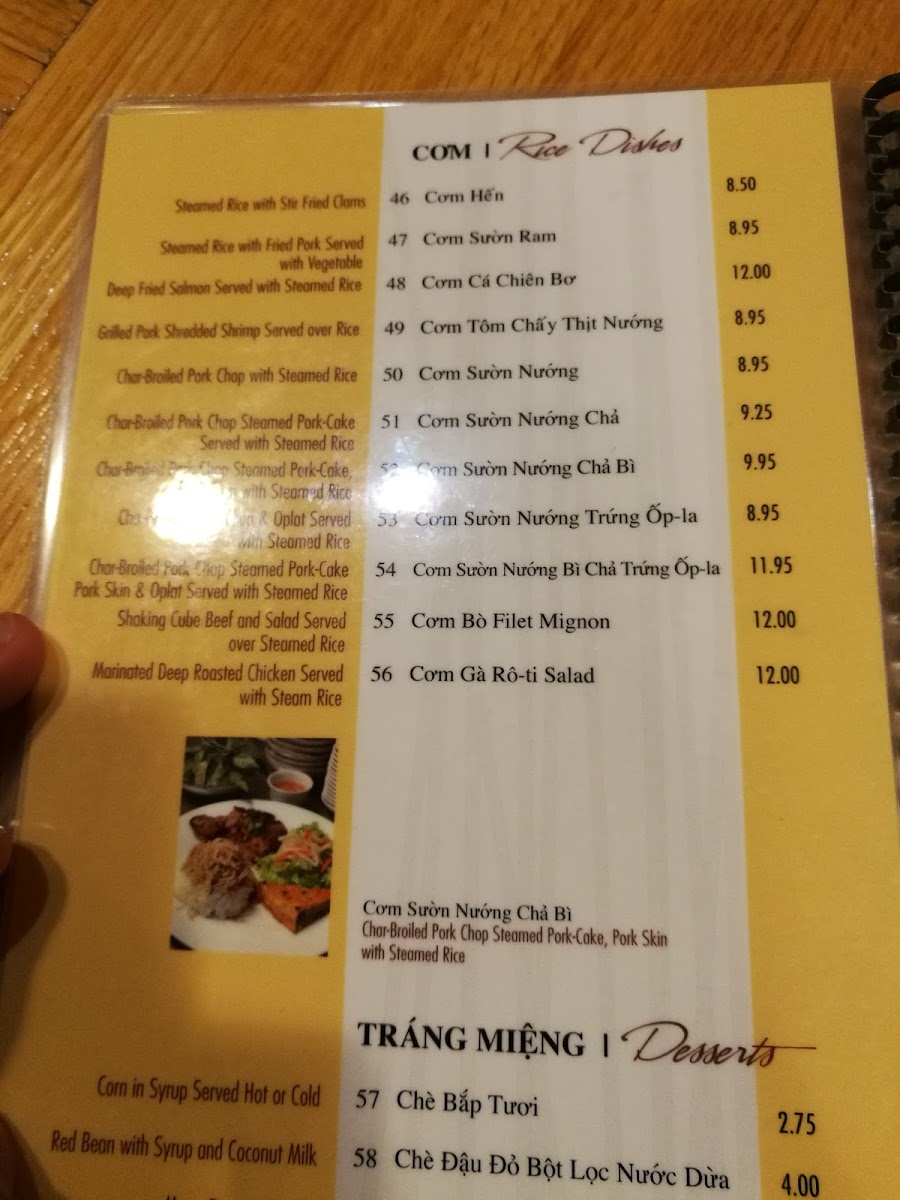 CƠM | Rice Dishes
Steamed Rice with Stir Fried Clams 46 Cơm Hến 8.50
Steamed Rice with Fried Pork Served 47 Cơm Sườn Ram 8.95
with Vegetable
Deep Fried Salmon Served with Steamed Rice 48 Cơm Cá Chiên Bơ 12.00
Grilled Pork Shredded Shrimp Served over Rice 49 Cơm Tôm Chấy Thịt Nướng 8.95
Char-Broiled Pork Chop with Steamed Rice 50 Cơm Sườn Nướng 8.95
Char-Broiled Pork Chop Steamed Pork-Cake 51 Cơm Sườn Nướng Chả 9.25
Served with Steamed Rice
Char-Broiled Pork Chop Steamed Pork-Cake, 52 Cơm Sườn Nướng Chả Bì 9.95
with Steamed Rice
& Oplat Served 53 Cơm Sườn Nướng Trứng Ốp-la 8.95
with Steamed Rice
Char-Broiled Pork Chop Steamed Pork-Cake 54 Cơm Sườn Nướng Bì Chả Trứng Ốp-la 11.95
Pork Skin & Oplat Served with Steamed Rice
Shaking Cube Beef and Salad Served 55 Cơm Bò Filet Mignon 12.00
over Steamed Rice
Marinated Deep Roasted Chicken Served 56 Cơm Gà Rô-ti Salad 12.00
with Steam Rice
Cơm Sườn Nướng Chả Bì
Char-Broiled Pork Chop Steamed Pork-Cake, Pork Skin
with Steamed Rice
TRÁNG MIỆNG | Desserts
Corn in Syrup Served Hot or Cold 57 Chè Bắp Tươi 2.75
Red Bean with Syrup and Coconut Milk 58 Chè Đậu Đỏ Bột Lọc Nước Dừa 4.00